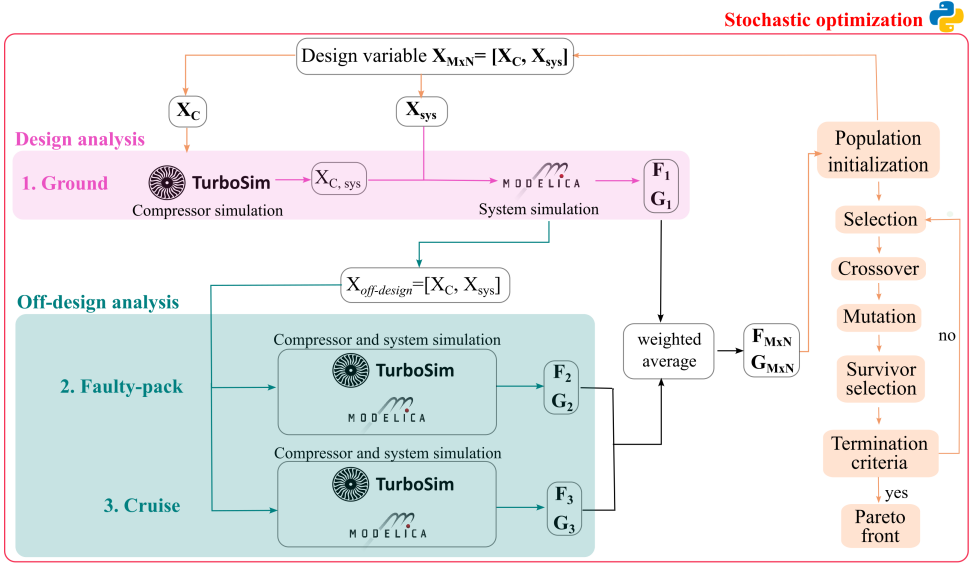 Stochastic optimization
Design variable X_MxN= [X_C, X_sys]
X_C
X_sys
Design analysis
1. Ground
TurboSim
Compressor simulation
X_C, sys
MODELICA
System simulation
F_1
G_1
X_off-design=[X_C, X_sys]
Off-design analysis
2. Faulty-pack
Compressor and system simulation
TurboSim
MODELICA
F_2
G_2
3. Cruise
Compressor and system simulation
TurboSim
MODELICA
F_3
G_3
weighted
average
F_MxN
G_MxN
Population
initialization
Selection
Crossover
Mutation
no
Survivor
selection
Termination
criteria
yes
Pareto
front